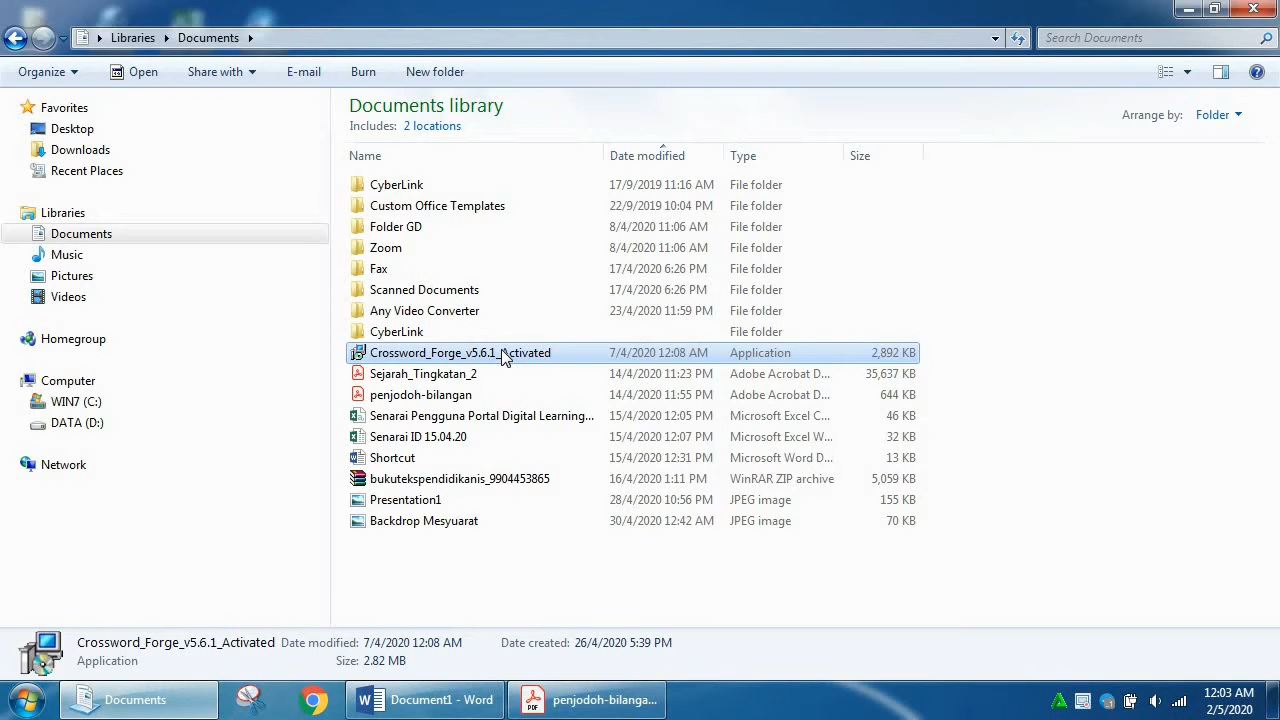 Libraries Documents Search Documents
Organize Open Share with E-mail Burn New folder
Favorites
Desktop
Downloads
Recent Places
Libraries
Documents
Music
Pictures
Videos
Homegroup
Computer
WIN7 (C:)
DATA (D:)
Network
Documents library
Includes: 2 locations
Arrange by: Folder
Name Date modified Type Size
CyberLink 17/9/2019 11:16 AM File folder
Custom Office Templates 22/9/2019 10:04 PM File folder
Folder GD 8/4/2020 11:06 AM File folder
Zoom 8/4/2020 11:06 AM File folder
Fax 17/4/2020 6:26 PM File folder
Scanned Documents 17/4/2020 6:26 PM File folder
Any Video Converter 23/4/2020 11:59 PM File folder
CyberLink File folder
Crossword_Forge_v5.6.1_Activated 7/4/2020 12:08 AM Application 2,892 KB
Sejarah_Tingkatan_2 14/4/2020 11:23 PM Adobe Acrobat D... 35,637 KB
penjodoh-bilangan 14/4/2020 11:55 PM Adobe Acrobat D... 644 KB
Senarai Pengguna Portal Digital Learning... 15/4/2020 12:05 PM Microsoft Excel C... 46 KB
Senarai ID 15.04.20 15/4/2020 12:07 PM Microsoft Excel W... 32 KB
Shortcut 15/4/2020 12:31 PM Microsoft Word D... 13 KB
bukutekspendidikanis_9904453865 16/4/2020 1:11 PM WinRAR ZIP archive 5,059 KB
Presentation1 28/4/2020 10:56 PM JPEG image 155 KB
Backdrop Mesyuarat 30/4/2020 12:42 AM JPEG image 70 KB
Crossword_Forge_v5.6.1_Activated Date modified: 7/4/2020 12:08 AM Date created: 26/4/2020 5:39 PM
Application Size: 2.82 MB
Documents Document1 - Word PDF penjodoh-bilanga... 12:03 AM
2/5/2020